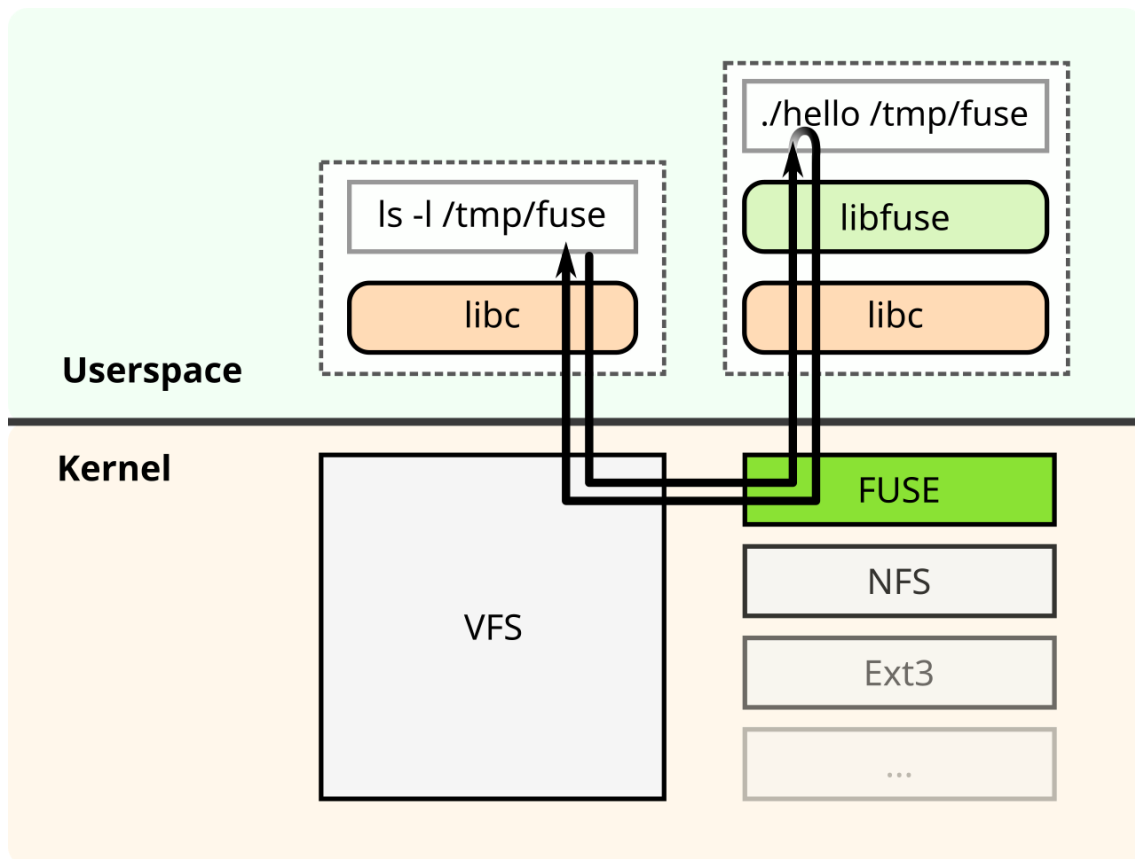 ./hello /tmp/fuse
ls -l /tmp/fuse
libfuse
libc
libc
Userspace
Kernel
FUSE
NFS
VFS
Ext3
...